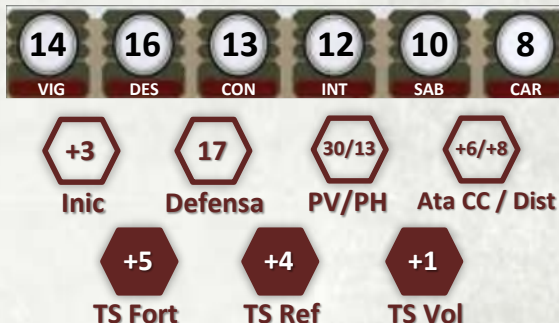 14 16 13 12 10 8
VIG DES CON INT SAB CAR
+3 17 30/13 +6/+8
Inic Defensa PV/PH Ata CC / Dist
+5 +4 +1
TS Fort TS Ref TS Vol